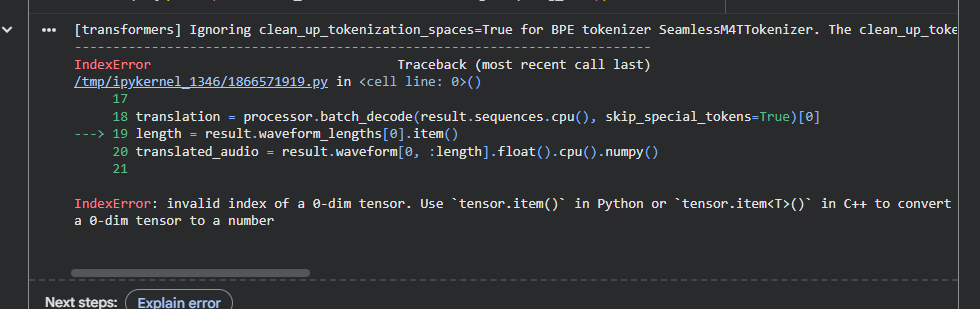 [transformers] Ignoring clean_up_tokenization_spaces=True for BPE tokenizer SeamlessM4TTokenizer. The clean_up_toke
---------------------------------------------------------------------------
IndexError                                Traceback (most recent call last)
/tmp/ipykernel_1346/1866571919.py in <cell line: 0>()
     17
     18 translation = processor.batch_decode(result.sequences.cpu(), skip_special_tokens=True)[0]
---> 19 length = result.waveform_lengths[0].item()
     20 translated_audio = result.waveform[0, :length].float().cpu().numpy()
     21
IndexError: invalid index of a 0-dim tensor. Use `tensor.item()` in Python or `tensor.item<T>()` in C++ to convert
a 0-dim tensor to a number
Next steps: Explain error